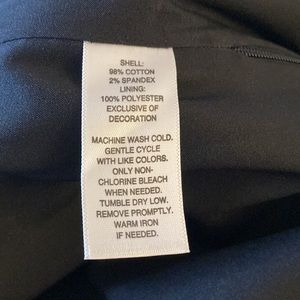 SHELL:
98% COTTON
2% SPANDEX
LINING:
100% POLYESTER
EXCLUSIVE OF
DECORATION
MACHINE WASH COLD.
GENTLE CYCLE
WITH LIKE COLORS.
ONLY NON-
CHLORINE BLEACH
WHEN NEEDED.
TUMBLE DRY LOW.
REMOVE PROMPTLY.
WARM IRON
IF NEEDED.